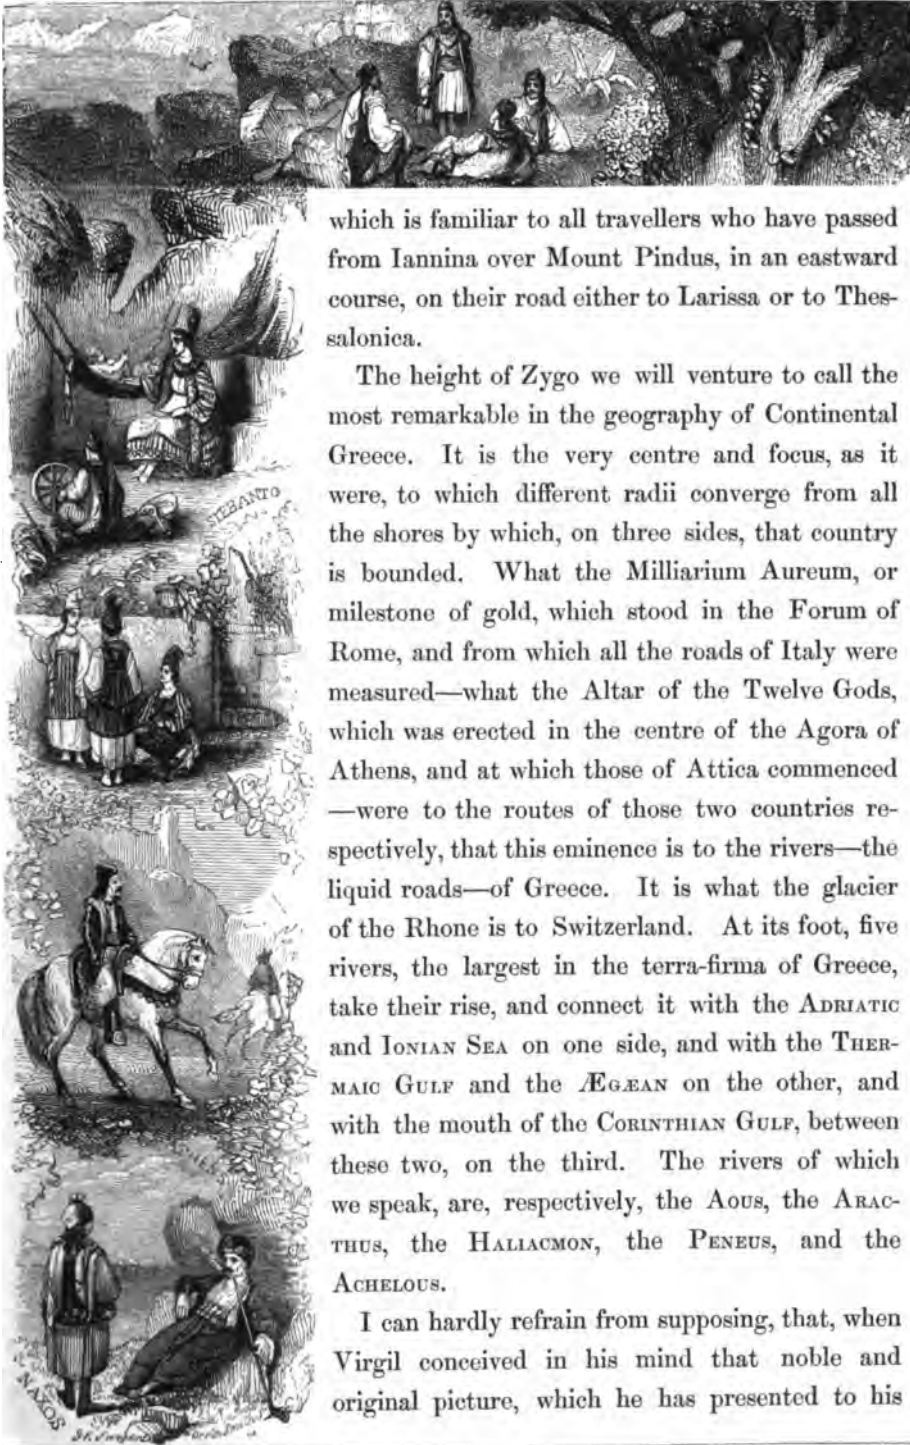 which is familiar to all travellers who have passed
from Iannina over Mount Pindus, in an eastward
course, on their road either to Larissa or to Thes-
salonica.
The height of Zygo we will venture to call the
most remarkable in the geography of Continental
Greece. It is the very centre and focus, as it
were, to which different radii converge from all
the shores by which, on three sides, that country
is bounded. What the Milliarium Aureum, or
milestone of gold, which stood in the Forum of
Rome, and from which all the roads of Italy were
measured—what the Altar of the Twelve Gods,
which was erected in the centre of the Agora of
Athens, and at which those of Attica commenced
—were to the routes of those two countries re-
spectively, that this eminence is to the rivers—the
liquid roads—of Greece. It is what the glacier
of the Rhone is to Switzerland. At its foot, five
rivers, the largest in the terra-firma of Greece,
take their rise, and connect it with the ADRIATIC
and IONIAN SEA on one side, and with the THER-
MAIC GULF and the ÆGÆAN on the other, and
with the mouth of the CORINTHIAN GULF, between
these two, on the third. The rivers of which
we speak, are, respectively, the AOUS, the ARAC-
THUS, the HALIACMON, the PENEUS, and the
ACHELOUS.
I can hardly refrain from supposing, that, when
Virgil conceived in his mind that noble and
original picture, which he has presented to his
NAXOS